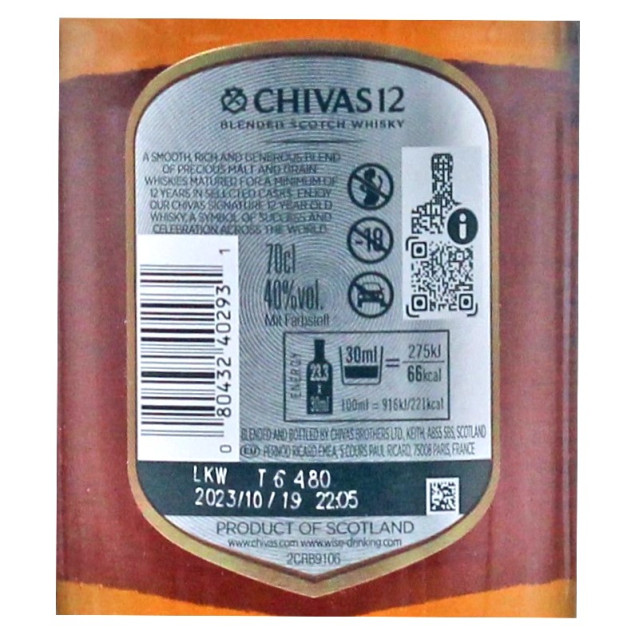 CHIVAS 12
BLENDED SCOTCH WHISKY
A SMOOTH, RICH AND GENEROUS BLEND
OF PRECIOUS MALT AND GRAIN
WHISKIES MATURED FOR A MINIMUM OF
12 YEARS IN SELECTED CASKS. ENJOY
OUR CHIVAS SIGNATURE 12 YEAR OLD
WHISKY, A SYMBOL OF SUCCESS AND
CELEBRATION ACROSS THE WORLD.
-18
i
70cl
40%vol.
Mit Farbstoff
0 80432 40293 1
ENERGY
23.3
x
30ml
30ml = 275kJ
66kcal
100ml = 916kJ/221kcal
BLENDED AND BOTTLED BY CHIVAS BROTHERS LTD., KEITH, AB55 5BS, SCOTLAND
EU PERNOD RICARD EMEA, 5 COURS PAUL RICARD, 75008 PARIS, FRANCE
LKW T6 480
2023/10/19 22:05
PRODUCT OF SCOTLAND
www.chivas.com www.wise-drinking.com
2CRB9106